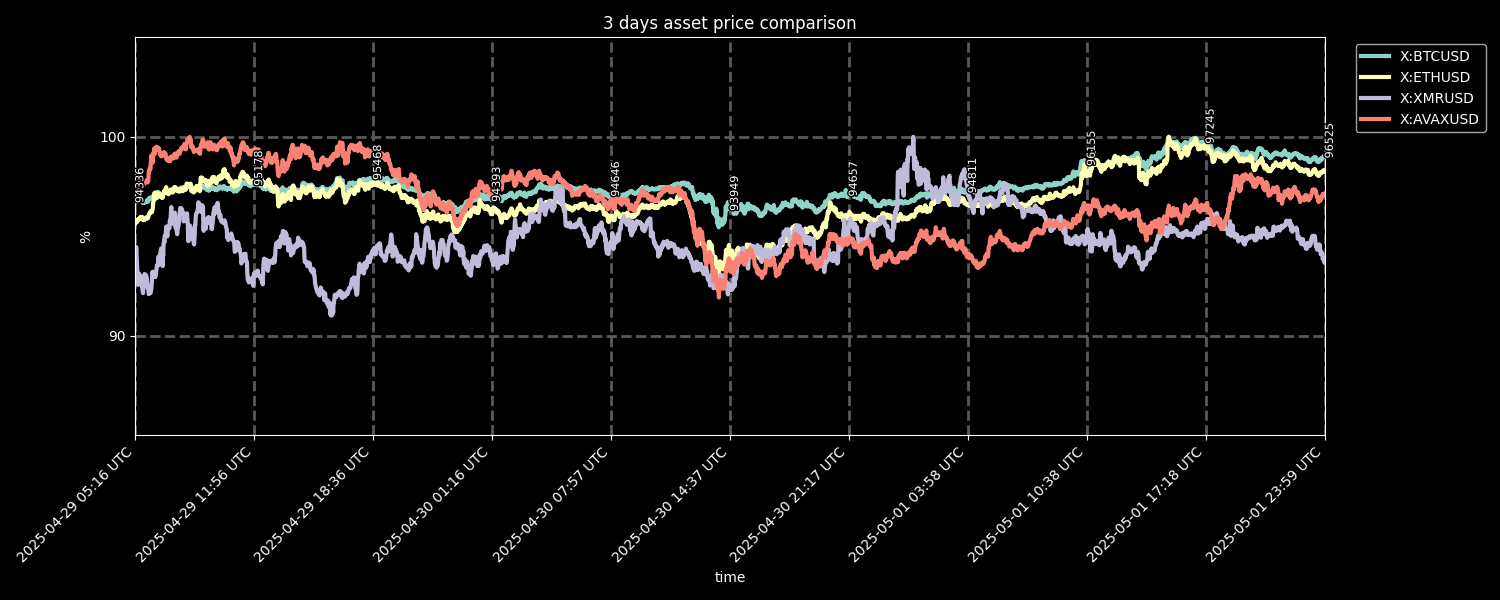 3 days asset price comparison
X:BTCUSD
X:ETHUSD
X:XMRUSD
X:AVAXUSD
%
100
90
94336
95178
95468
94393
94646
93949
94657
94811
96155
97245
96525
2025-04-29 05:16 UTC
2025-04-29 11:56 UTC
2025-04-29 18:36 UTC
2025-04-30 01:16 UTC
2025-04-30 07:57 UTC
2025-04-30 14:37 UTC
2025-04-30 21:17 UTC
2025-05-01 03:58 UTC
2025-05-01 10:38 UTC
2025-05-01 17:18 UTC
2025-05-01 23:59 UTC
time